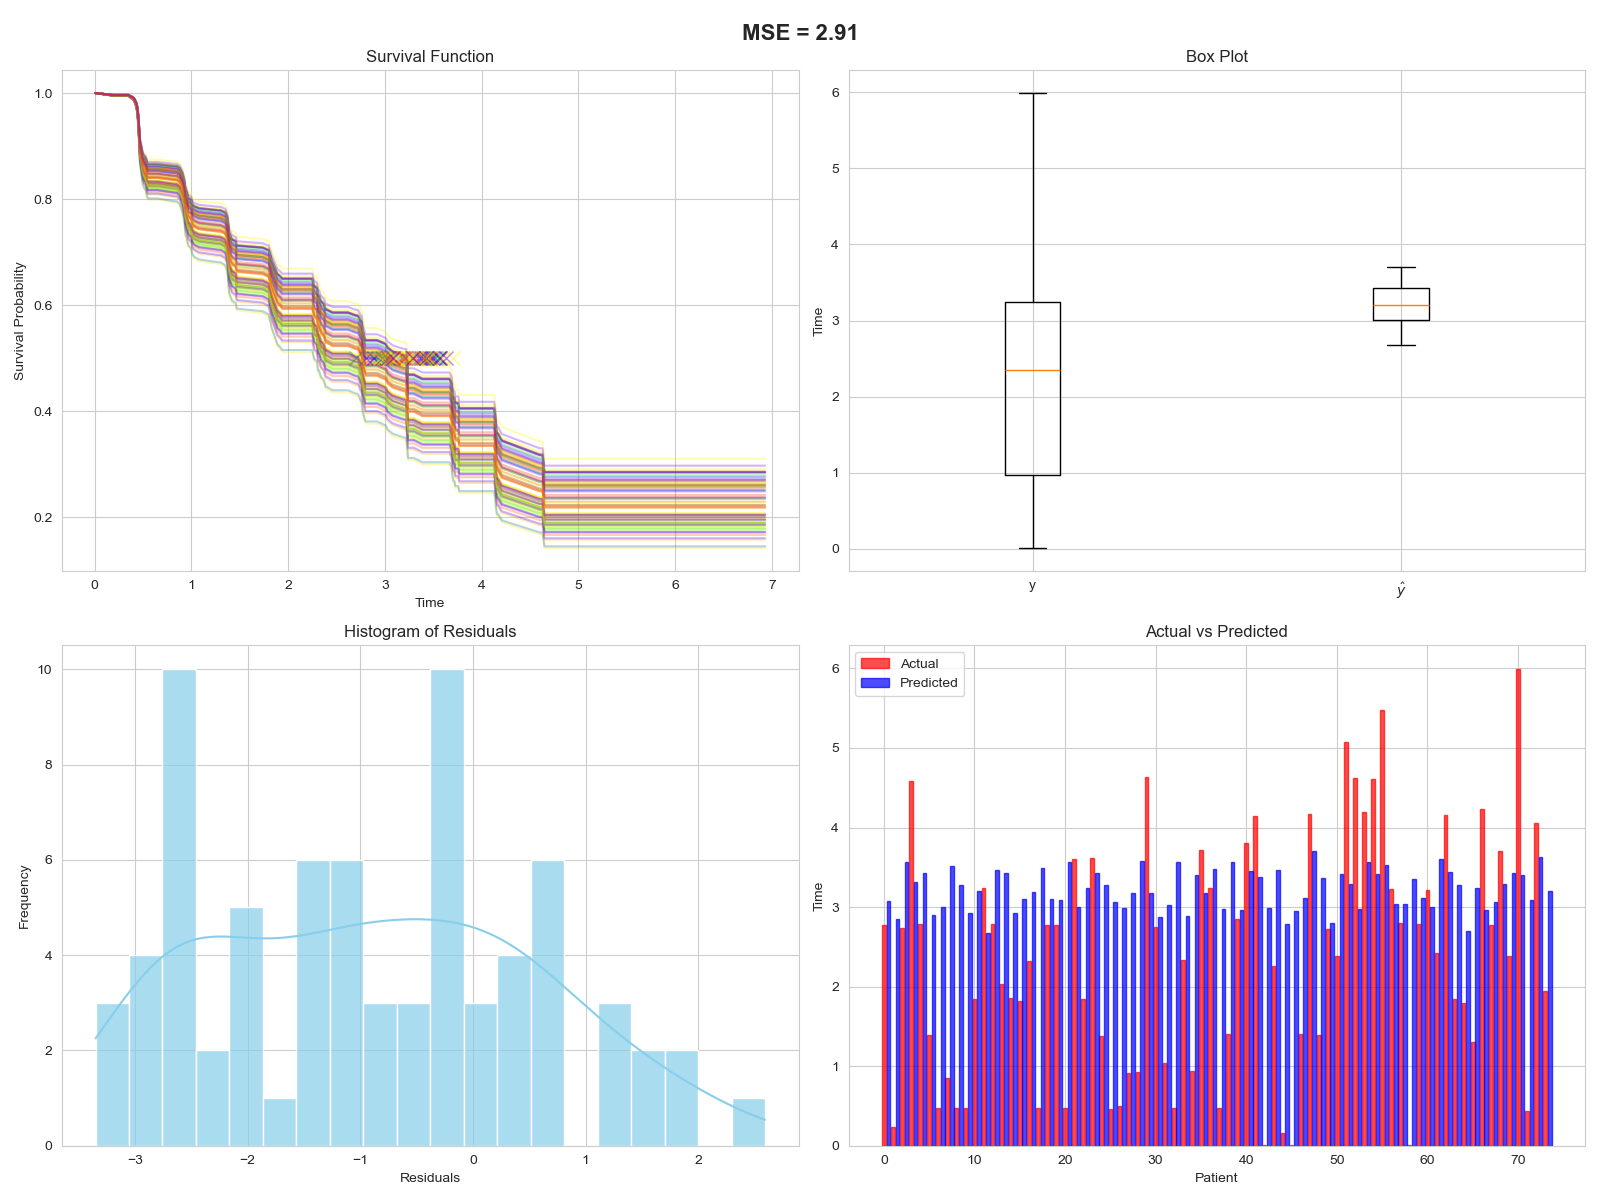 MSE = 2.91
Survival Function
Survival Probability
1.0
0.8
0.6
0.4
0.2
0 1 2 3 4 5 6 7
Time
Box Plot
Time
6
5
4
3
2
1
0
y ŷ
Histogram of Residuals
Frequency
10
8
6
4
2
0
−3 −2 −1 0 1 2
Residuals
Actual vs Predicted
Actual
Predicted
Time
6
5
4
3
2
1
0
0 10 20 30 40 50 60 70
Patient